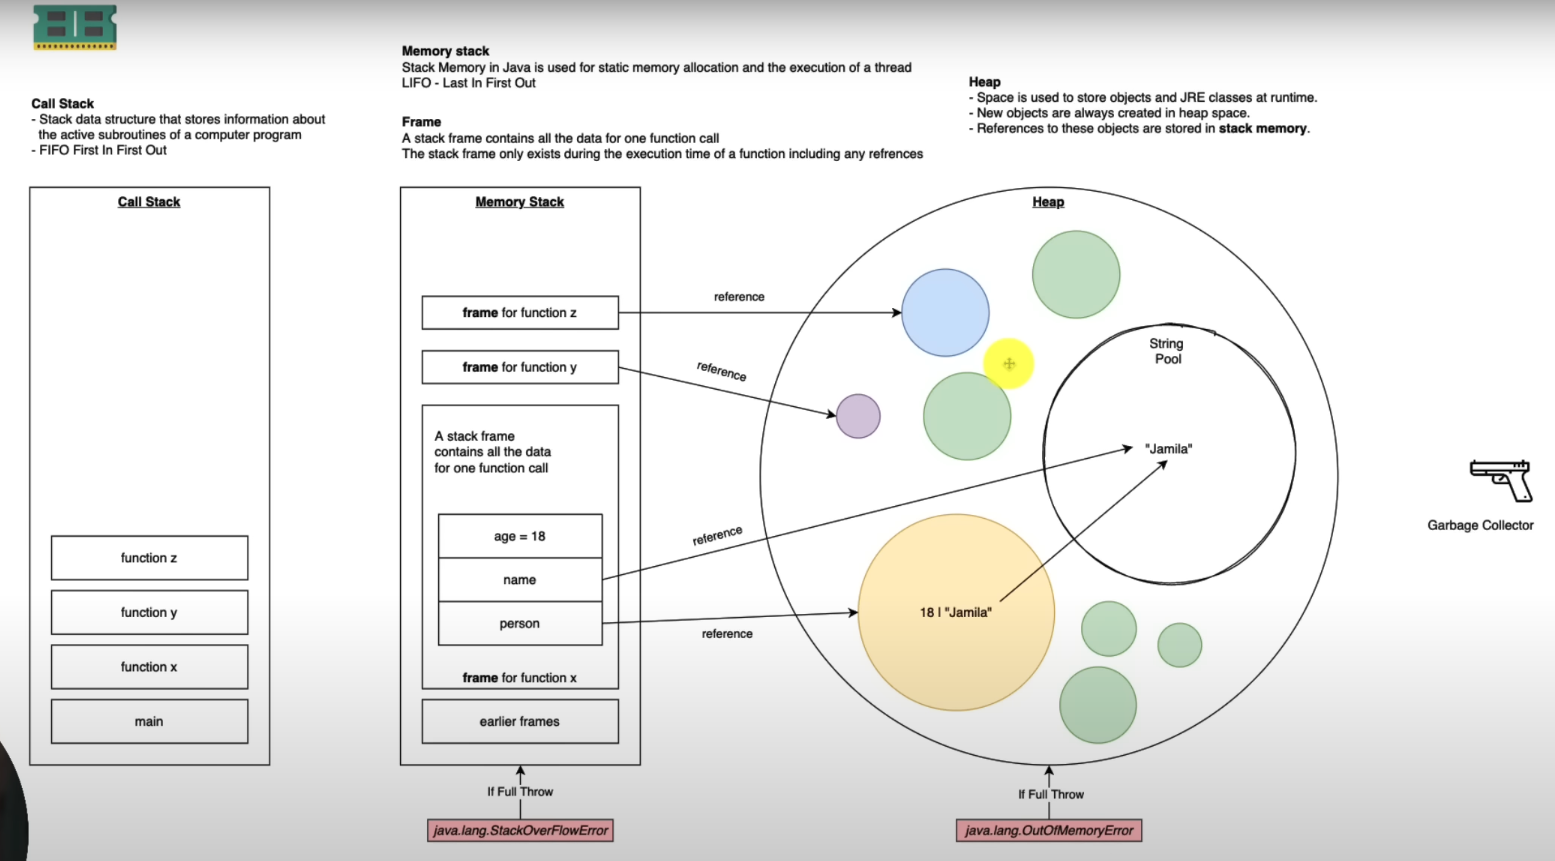 Memory stack
Stack Memory in Java is used for static memory allocation and the execution of a thread
LIFO - Last In First Out
Heap
- Space is used to store objects and JRE classes at runtime.
- New objects are always created in heap space.
- References to these objects are stored in stack memory.
Call Stack
- Stack data structure that stores information about
the active subroutines of a computer program
- FIFO First In First Out
Frame
A stack frame contains all the data for one function call
The stack frame only exists during the execution time of a function including any refrences
Call Stack
function z
function y
function x
main
Memory Stack
frame for function z
frame for function y
A stack frame
contains all the data
for one function call
age = 18
name
person
frame for function x
earlier frames
If Full Throw
java.lang.StackOverFlowError
reference
reference
reference
reference
Heap
String
Pool
"Jamila"
18 | "Jamila"
If Full Throw
java.lang.OutOfMemoryError
Garbage Collector